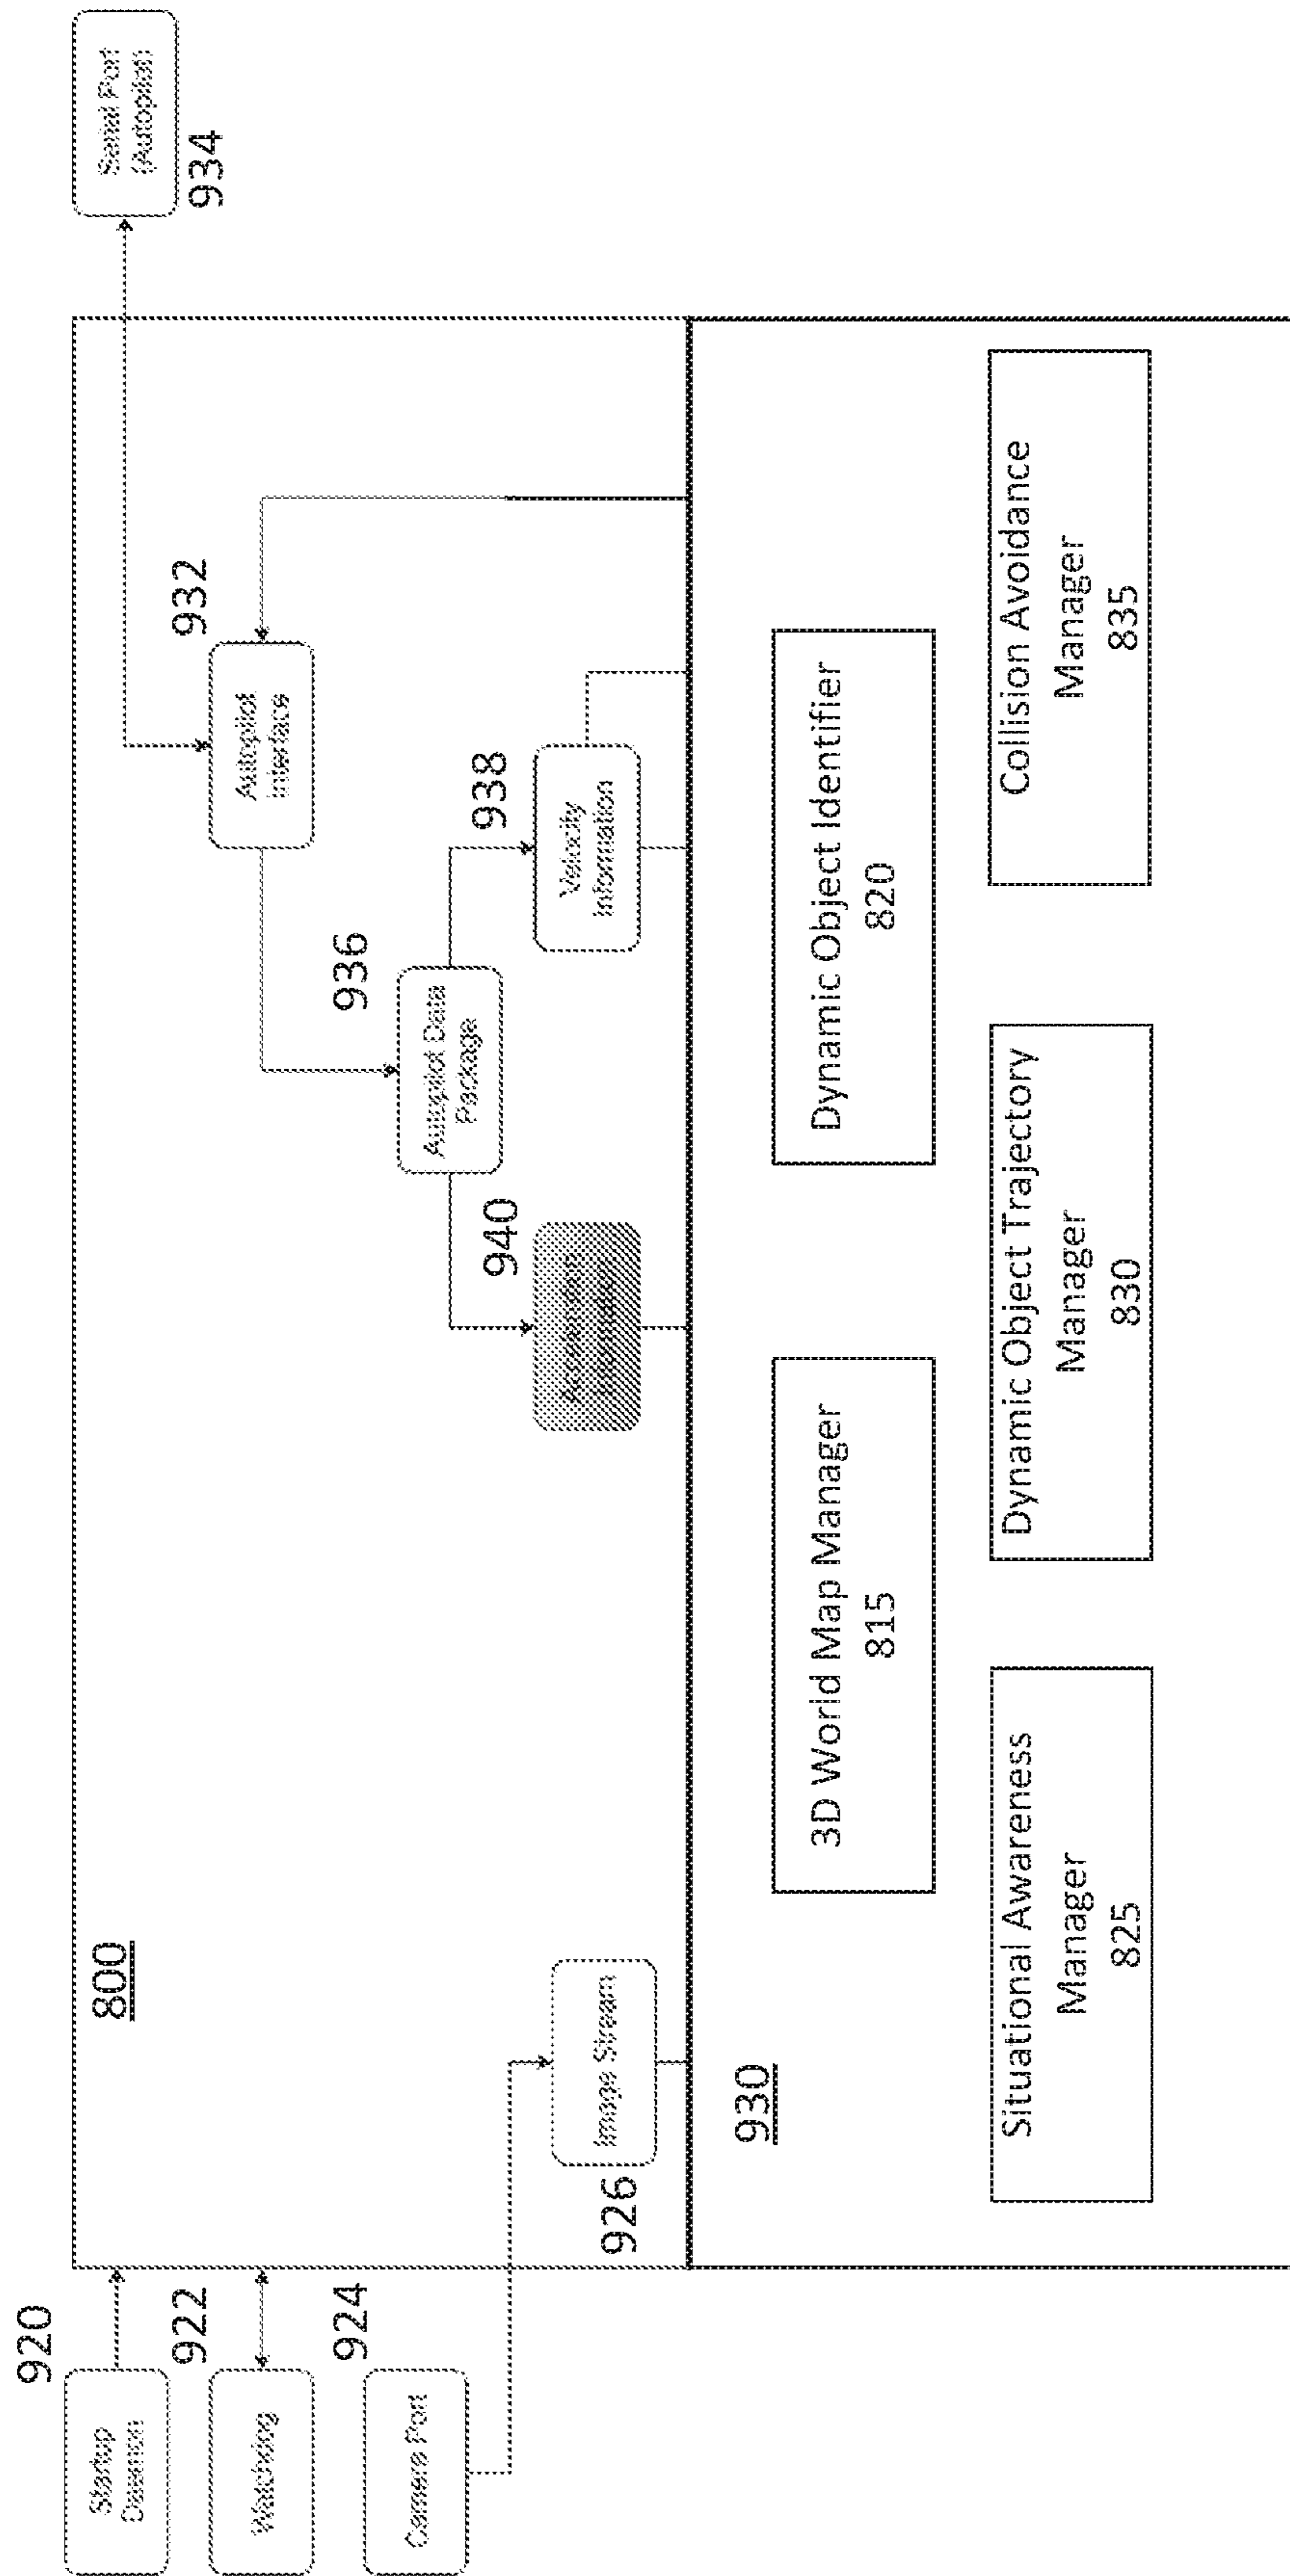 920
Startup
Daemon
922
Watchdog
924
Camera Port
800
926
Image Stream
940
936
Autopilot Data
Package
938
Velocity
Information
932
Autopilot
Interface
Serial Port
(Autopilot)
934
930
3D World Map Manager
815
Dynamic Object Identifier
820
Situational Awareness
Manager
825
Dynamic Object Trajectory
Manager
830
Collision Avoidance
Manager
835